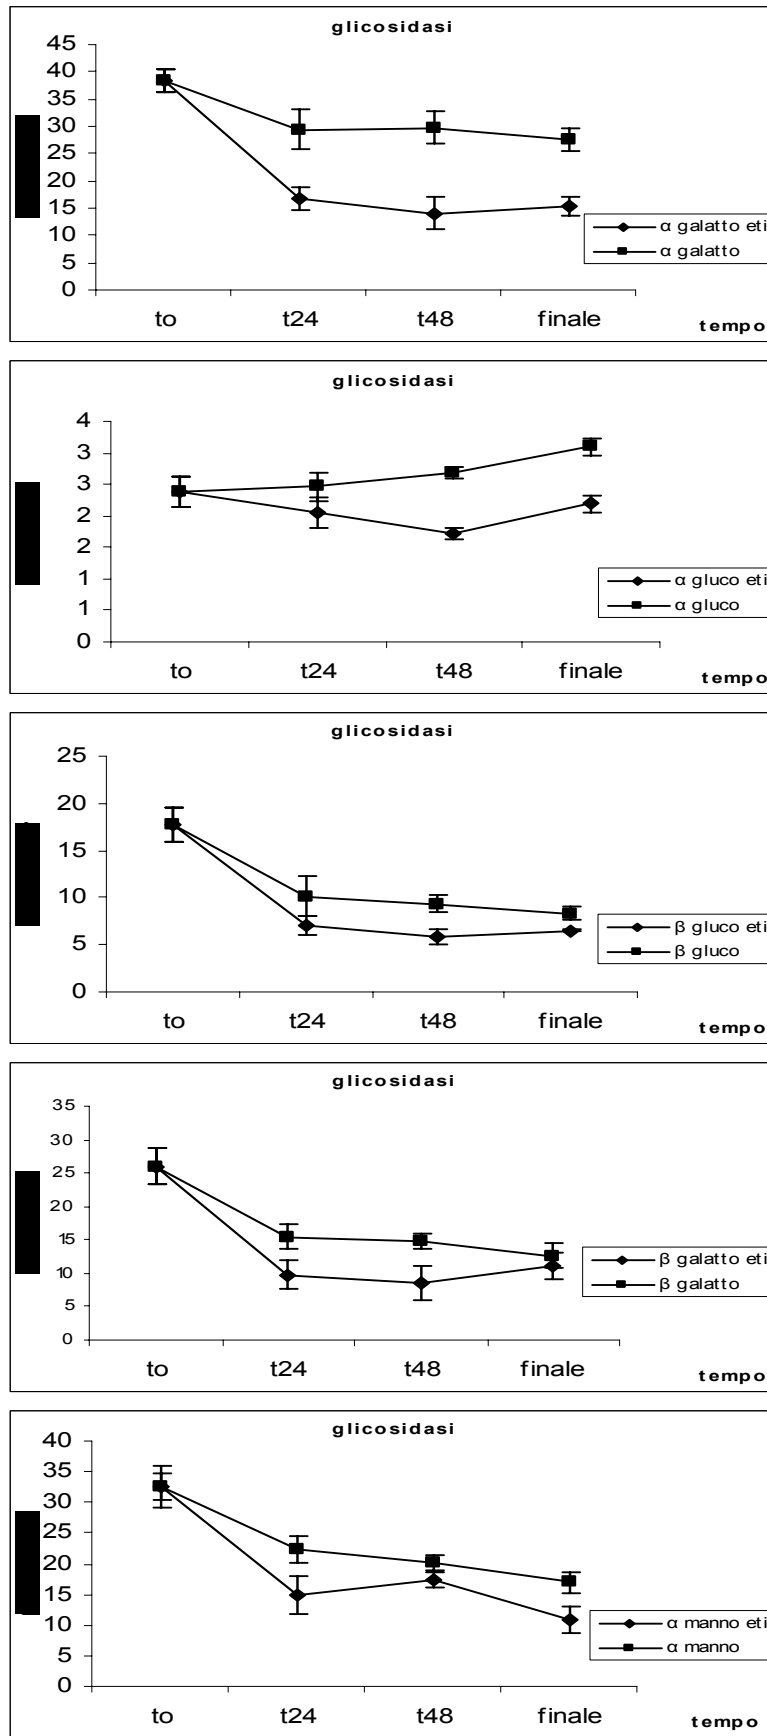 glicosidasi
45
40
35
30
25
20
15
10
5
0
α galatto eti
α galatto
to t24 t48 finale
tempo
glicosidasi
4
3
3
2
2
1
1
0
α gluco eti
α gluco
to t24 t48 finale
tempo
glicosidasi
25
20
15
10
5
0
β gluco eti
β gluco
to t24 t48 finale
tempo
glicosidasi
35
30
25
20
15
10
5
0
β galatto eti
β galatto
to t24 t48 finale
tempo
glicosidasi
40
35
30
25
20
15
10
5
0
α manno eti
α manno
to t24 t48 finale
tempo